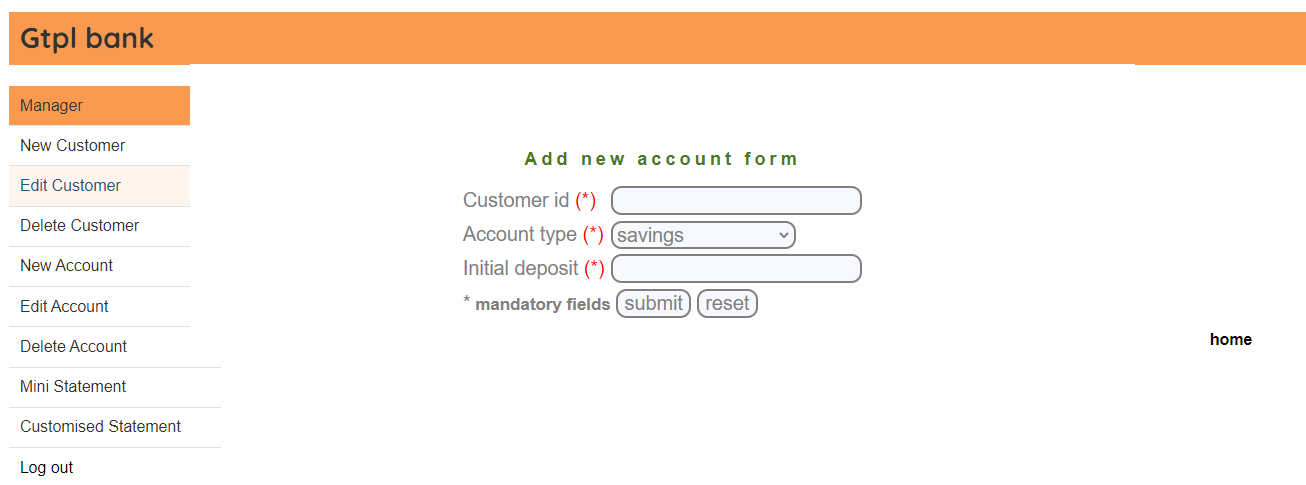 Gtpl bank
Manager
New Customer
Edit Customer
Delete Customer
New Account
Edit Account
Delete Account
Mini Statement
Customised Statement
Log out
Add new account form
Customer id (*)
Account type (*) savings
Initial deposit (*)
* mandatory fields submit reset
home